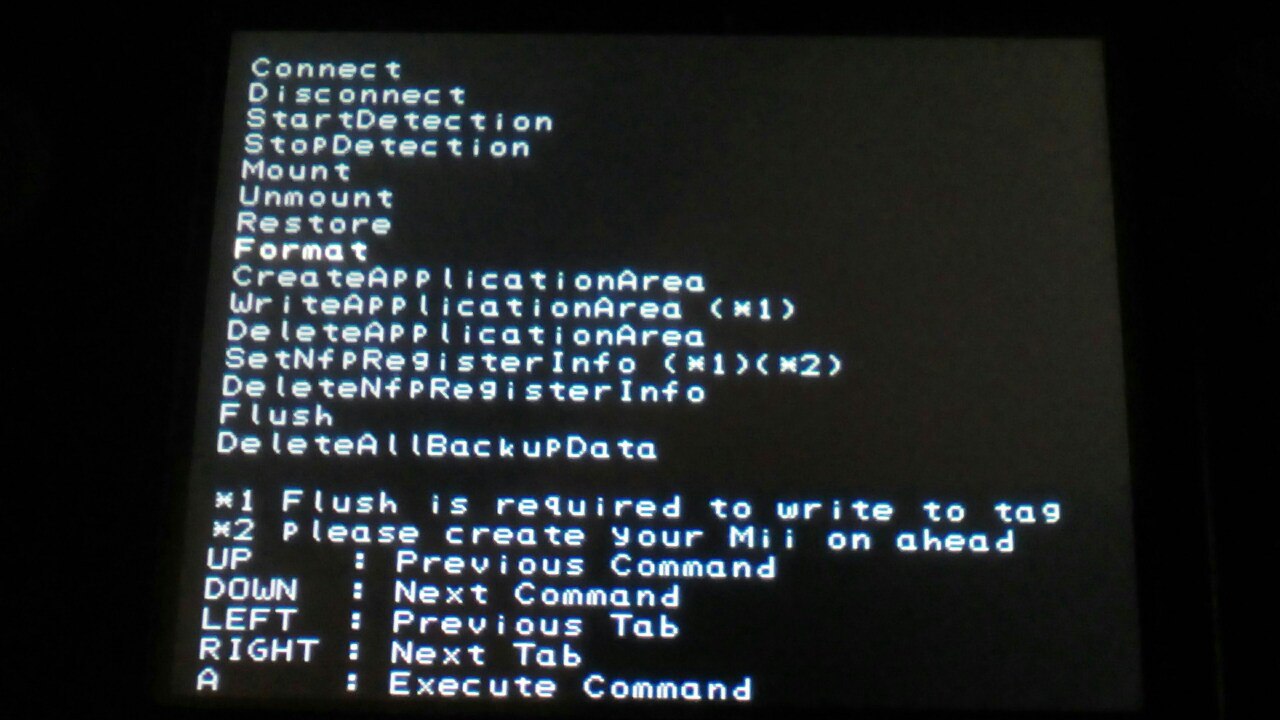 Connect
Disconnect
StartDetection
StopDetection
Mount
Unmount
Restore
Format
CreateApplicationArea
WriteApplicationArea (*1)
DeleteApplicationArea
SetNfpRegisterInfo (*1)(*2)
DeleteNfpRegisterInfo
Flush
DeleteAllBackupData
*1 Flush is required to write to tag
*2 please create your Mii on ahead
UP : Previous Command
DOWN : Next Command
LEFT : Previous Tab
RIGHT : Next Tab
A : Execute Command